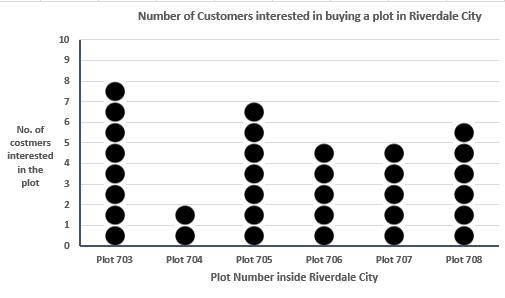 Number of Customers interested in buying a plot in Riverdale City
10
9
8
7
6
5
4
3
2
1
0
No. of
costmers
interested
in the
plot
Plot 703 Plot 704 Plot 705 Plot 706 Plot 707 Plot 708
Plot Number inside Riverdale City